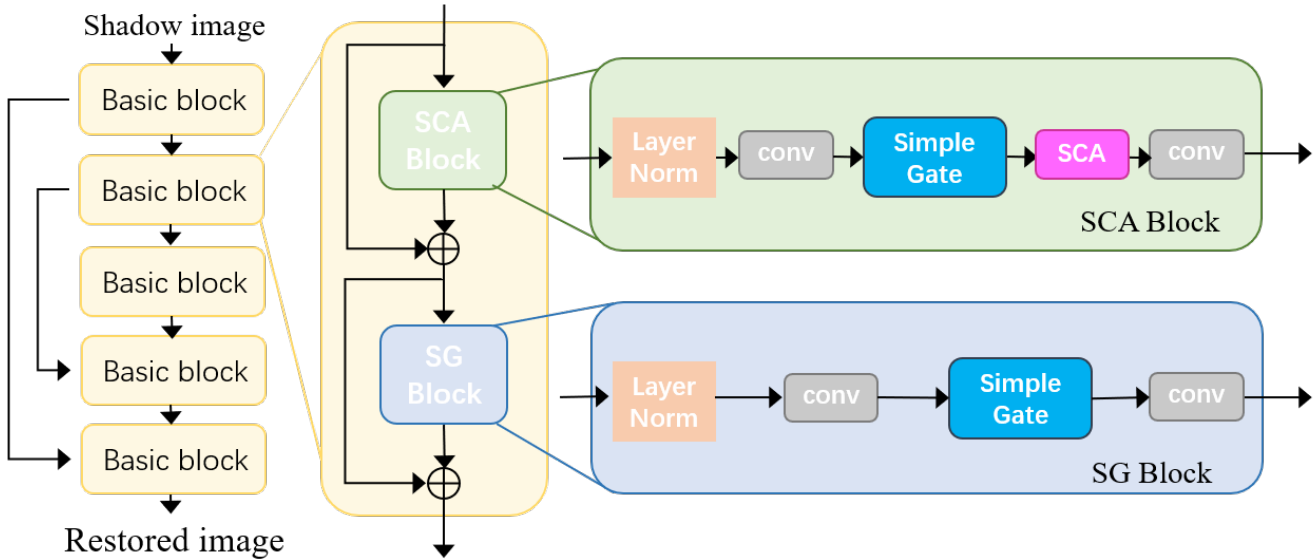 Shadow image
Basic block
Basic block
Basic block
Basic block
Basic block
Restored image
SCA
Block
SG
Block
Layer
Norm
conv
Simple
Gate
SCA
conv
SCA Block
Layer
Norm
conv
Simple
Gate
conv
SG Block